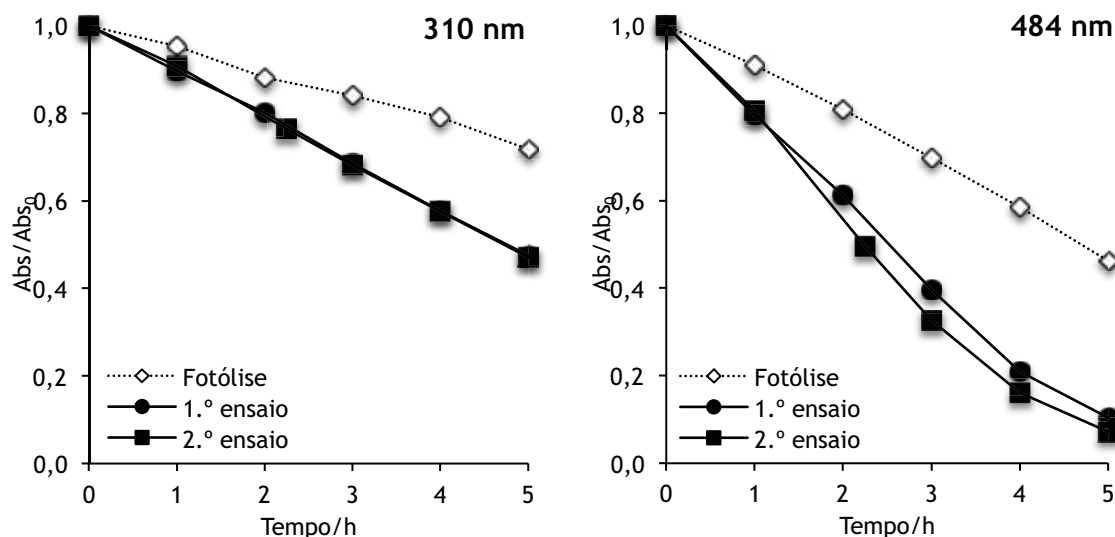 310 nm
Abs/Abs0
1,0
0,8
0,6
0,4
0,2
0,0
Fotólise
1.º ensaio
2.º ensaio
0 1 2 3 4 5
Tempo/h
484 nm
Abs/Abs0
1,0
0,8
0,6
0,4
0,2
0,0
Fotólise
1.º ensaio
2.º ensaio
0 1 2 3 4 5
Tempo/h